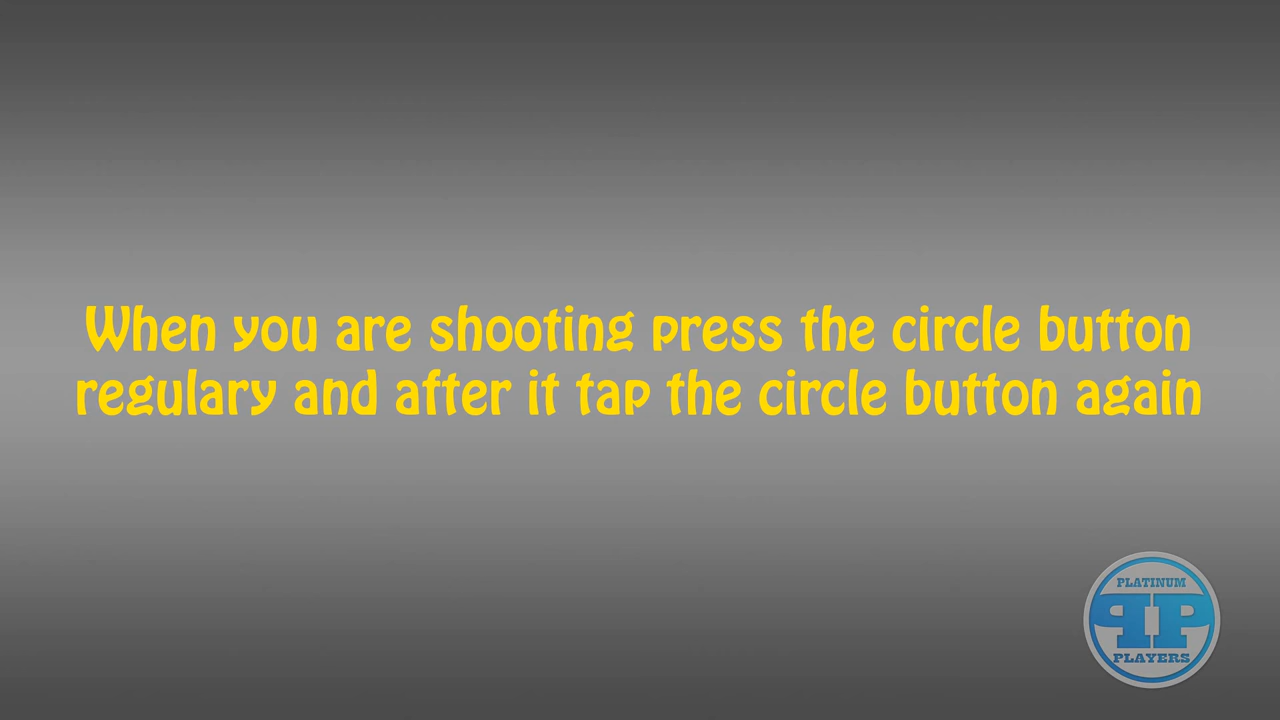 When you are shooting press the circle button
regulary and after it tap the circle button again
PLATINUM
PP
PLAYERS